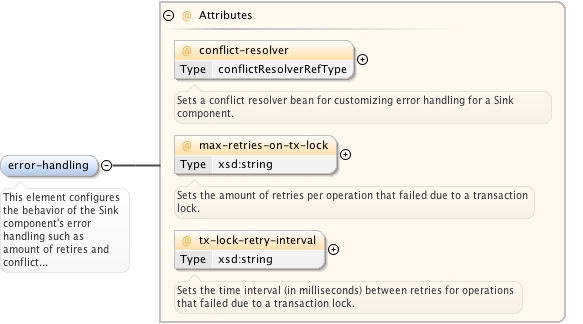 @ Attributes
@ conflict-resolver
Type conflictResolverRefType
Sets a conflict resolver bean for customizing error handling for a Sink
component.
@ max-retries-on-tx-lock
Type xsd:string
Sets the amount of retries per operation that failed due to a transaction
lock.
@ tx-lock-retry-interval
Type xsd:string
Sets the time interval (in milliseconds) between retries for operations
that failed due to a transaction lock.
error-handling
This element configures
the behavior of the Sink
component's error
handling such as
amount of retires and
conflict...